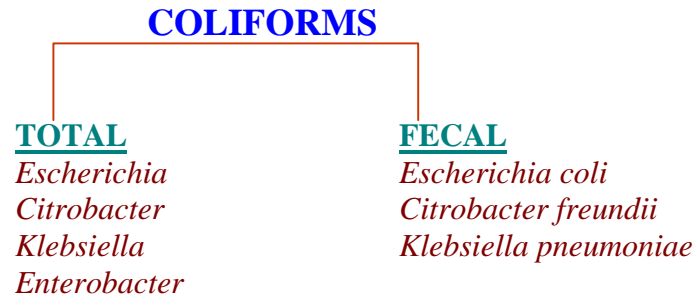 COLIFORMS
TOTAL
Escherichia
Citrobacter
Klebsiella
Enterobacter
FECAL
Escherichia coli
Citrobacter freundii
Klebsiella pneumoniae